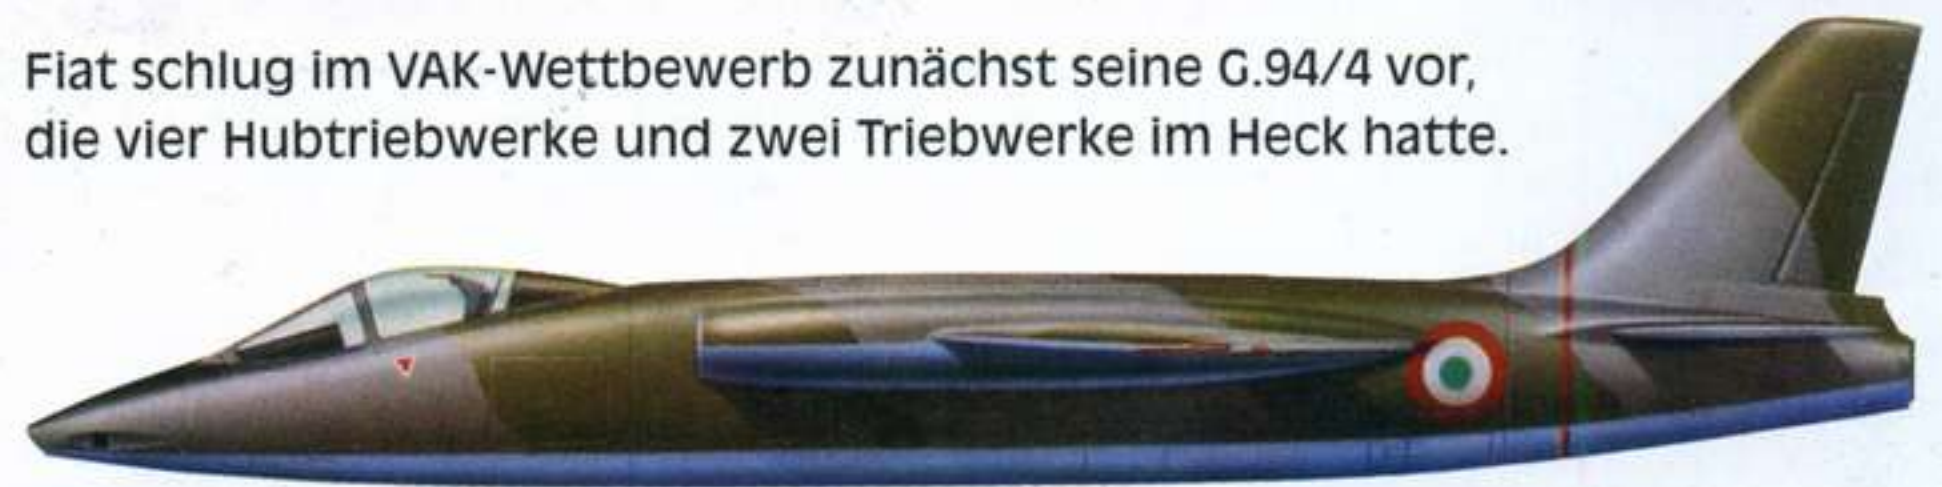 Fiat schlug im VAK-Wettbewerb zunächst seine G.94/4 vor,
die vier Hubtriebwerke und zwei Triebwerke im Heck hatte.